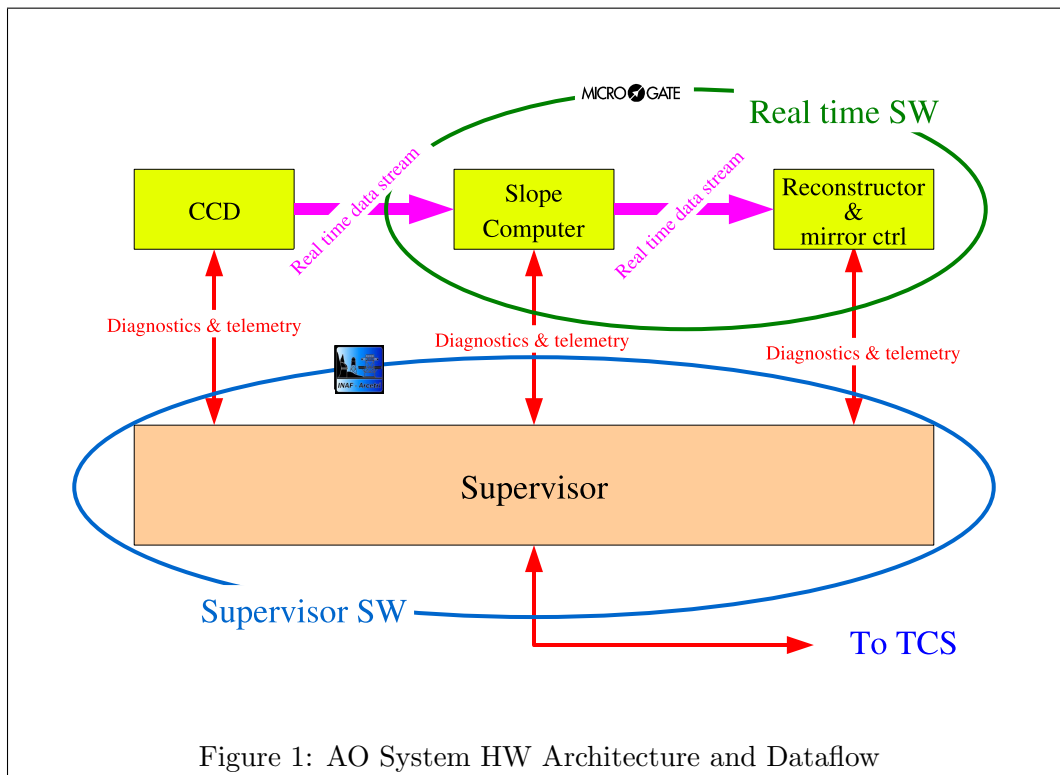 MICRO GATE
Real time SW
CCD
Real time data stream
Slope
Computer
Real time data stream
Reconstructor
&
mirror ctrl
Diagnostics & telemetry
Diagnostics & telemetry
Diagnostics & telemetry
INAF - Arcetri
Supervisor
Supervisor SW
To TCS
Figure 1: AO System HW Architecture and Dataflow